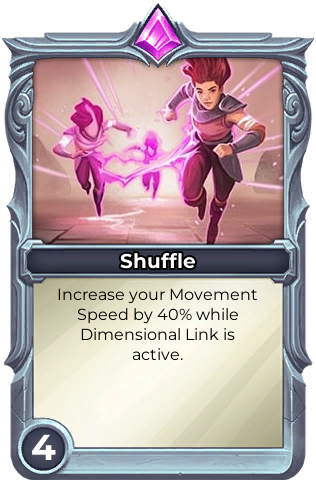 Shuffle
Increase your Movement
Speed by 40% while
Dimensional Link is
active.
4